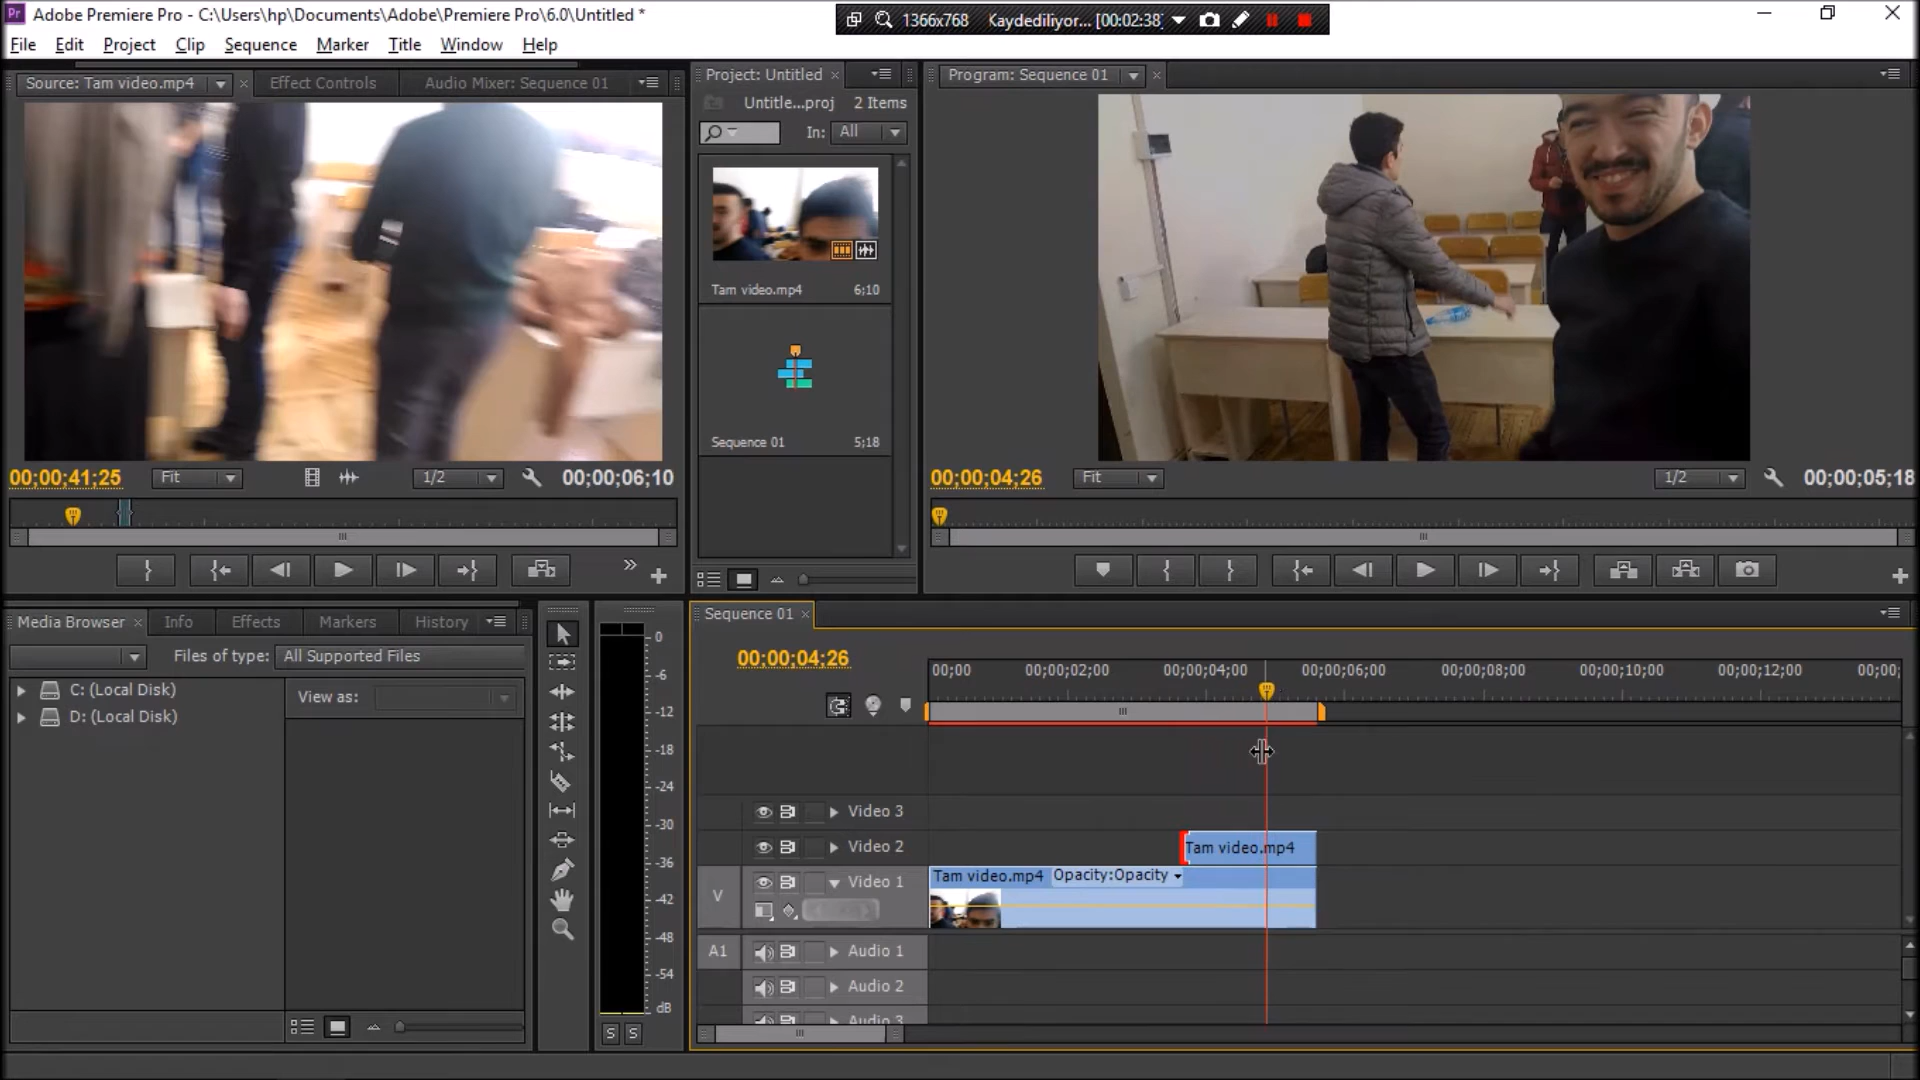 Adobe Premiere Pro - C:\Users\hp\Documents\Adobe\Premiere Pro\6.0\Untitled *
1366x768 Kaydediliyor... [00:02:38]
File Edit Project Clip Sequence Marker Title Window Help
Source: Tam video.mp4 Effect Controls Audio Mixer: Sequence 01
Project: Untitled
Program: Sequence 01
Untitle...proj 2 Items
In: All
Tam video.mp4 6;10
Sequence 01 5;18
00;00;41;25 Fit 1/2 00;00;06;10
00;00;04;26 Fit 1/2 00;00;05;18
Media Browser Info Effects Markers History
Files of type: All Supported Files
C: (Local Disk)
D: (Local Disk)
View as:
0
-6
-12
-18
-24
-30
-36
-42
-48
-54
dB
S S
Sequence 01
00;00;04;26
00;00 00;00;02;00 00;00;04;00 00;00;06;00 00;00;08;00 00;00;10;00 00;00;12;00 00;00;
Video 3
Video 2 Tam video.mp4
V Video 1 Tam video.mp4 Opacity:Opacity
A1 Audio 1
Audio 2
Audio 3